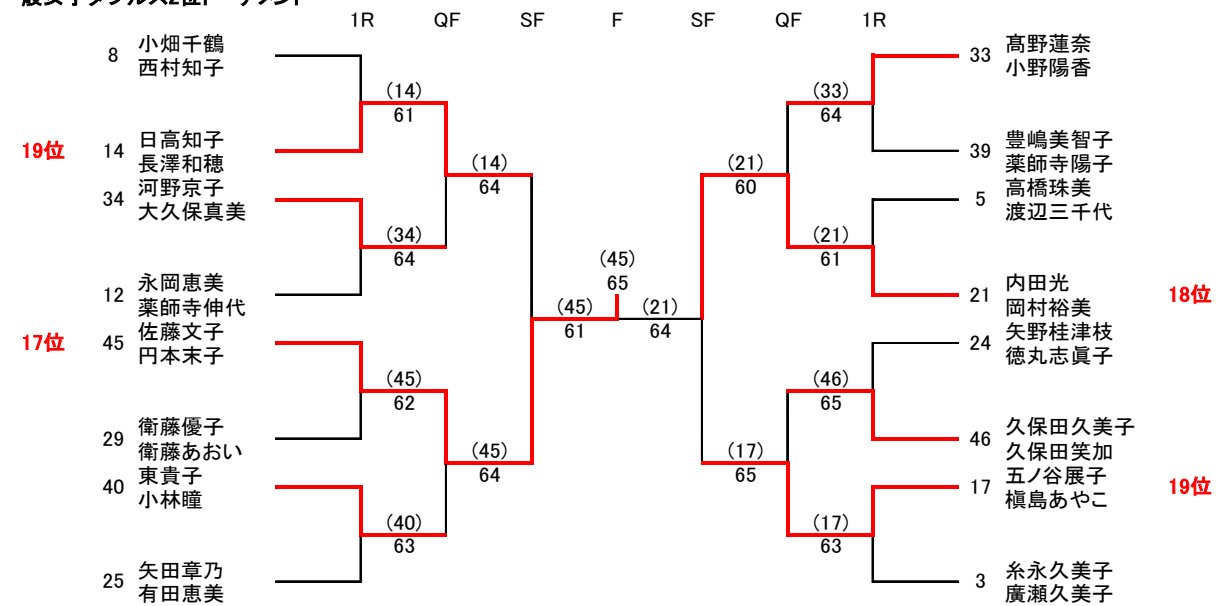 1R QF SF F SF QF 1R
8 小畑千鶴
西村知子
(14)
61
19位 14 日高知子
長澤和穂
(14)
64
34 河野京子
大久保真美
(34)
64
12 永岡恵美
薬師寺伸代
17位 45 佐藤文子
円本末子
(45)
62
29 衛藤優子
衛藤あおい
(45)
64
40 東貴子
小林瞳
(40)
63
25 矢田章乃
有田恵美
(45)
61
(45)
65
(21)
64
33 髙野蓮奈
小野陽香
(33)
64
39 豊嶋美智子
薬師寺陽子
(21)
60
5 高橋珠美
渡辺三千代
(21)
61
21 内田光
岡村裕美
18位
24 矢野桂津枝
徳丸志眞子
(46)
65
46 久保田久美子
久保田笑加
(17)
65
17 五ノ谷展子
槇島あやこ
19位
(17)
63
3 糸永久美子
廣瀬久美子